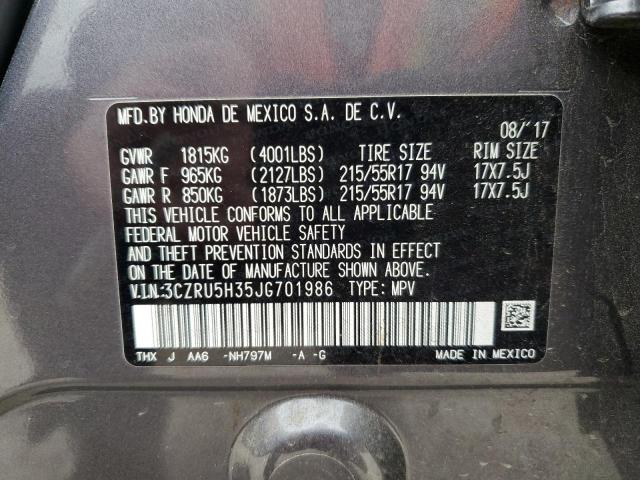 MFD.BY HONDA DE MEXICO S.A. DE C.V.
08/'17
GVWR 1815KG (4001LBS) TIRE SIZE RIM SIZE
GAWR F 965KG (2127LBS) 215/55R17 94V 17X7.5J
GAWR R 850KG (1873LBS) 215/55R17 94V 17X7.5J
THIS VEHICLE CONFORMS TO ALL APPLICABLE
FEDERAL MOTOR VEHICLE SAFETY
AND THEFT PREVENTION STANDARDS IN EFFECT
ON THE DATE OF MANUFACTURE SHOWN ABOVE.
V.I.N:3CZRU5H35JG701986 TYPE: MPV
THX J AA6 -NH797M -A -G MADE IN MEXICO